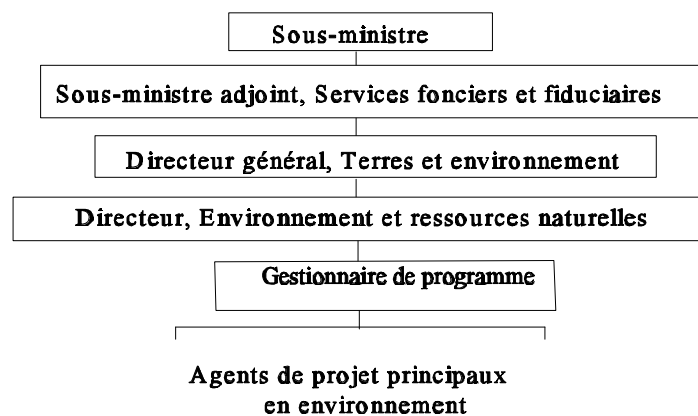 Sous-ministre
Sous-ministre adjoint, Services fonciers et fiduciaires
Directeur général, Terres et environnement
Directeur, Environnement et ressources naturelles
Gestionnaire de programme
Agents de projet principaux
en environnement